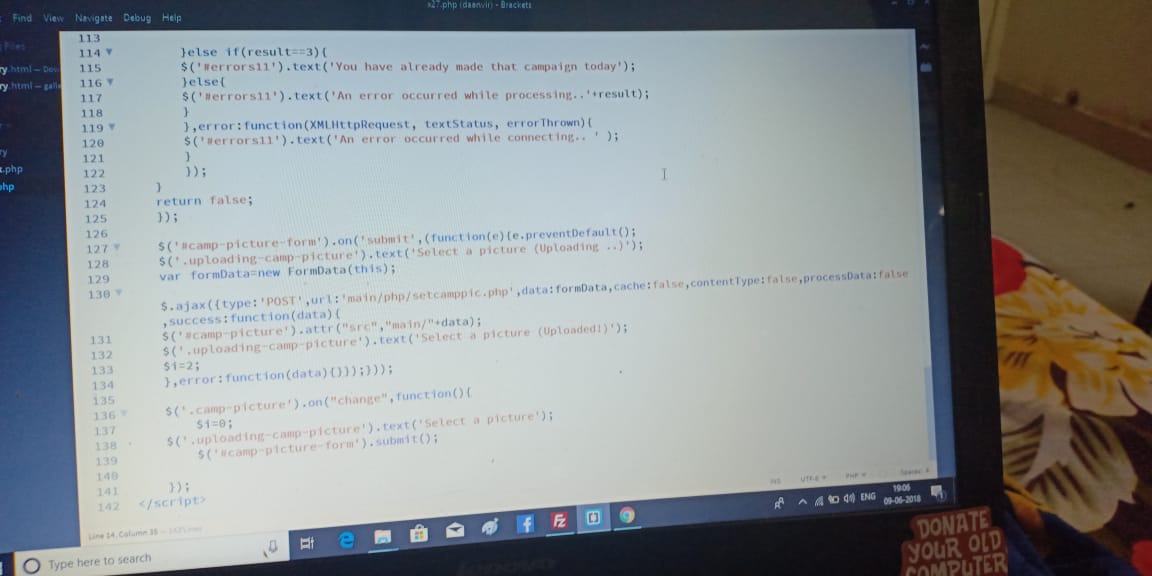 x27.php (daanvir) - Brackets
Find View Navigate Debug Help
Files
ry.html — Dow
ry.html — galle
ry
.php
php
113
114 }else if(result==3){
115 $('#errors11').text('You have already made that campaign today');
116 }else{
117 $('#errors11').text('An error occurred while processing..'+result);
118 }
119 },error:function(XMLHttpRequest, textStatus, errorThrown){
120 $('#errors11').text('An error occurred while connecting.. ' );
121 }
122 });
123 }
124 return false;
125 });
126
127 $('#camp-picture-form').on('submit',(function(e){e.preventDefault();
128 $('.uploading-camp-picture').text('Select a picture (Uploading ..)');
129 var formData=new FormData(this);
130
$.ajax({type:'POST',url:'main/php/setcamppic.php',data:formData,cache:false,contentType:false,processData:false
,success:function(data){
131 $('#camp-picture').attr("src","main/"+data);
132 $('.uploading-camp-picture').text('Select a picture (Uploaded!)');
133 $i=2;
134 },error:function(data){}});}));
135
136 $('.camp-picture').on("change",function(){
137 $i=0;
138 $('.uploading-camp-picture').text('Select a picture');
139 $('#camp-picture-form').submit();
140
141 });
142 </script>
Line 14, Column 35 —
INS UTF-8 PHP Spaces: 4
Type here to search
ENG 19:06
09-06-2018
DONATE
YOUR OLD
COMPUTER